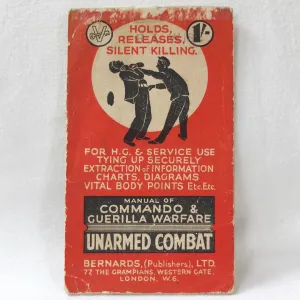 HOLDS,
RELEASES,
SILENT KILLING.
V
1/-
FOR H.G. & SERVICE USE
TYING UP SECURELY
EXTRACTION OF INFORMATION
CHARTS, DIAGRAMS
VITAL BODY POINTS Etc. Etc.
MANUAL OF
COMMANDO &
GUERILLA WARFARE
UNARMED COMBAT
BERNARDS, (Publishers), LTD.
77 THE GRAMPIANS, WESTERN GATE,
LONDON, W. 6.